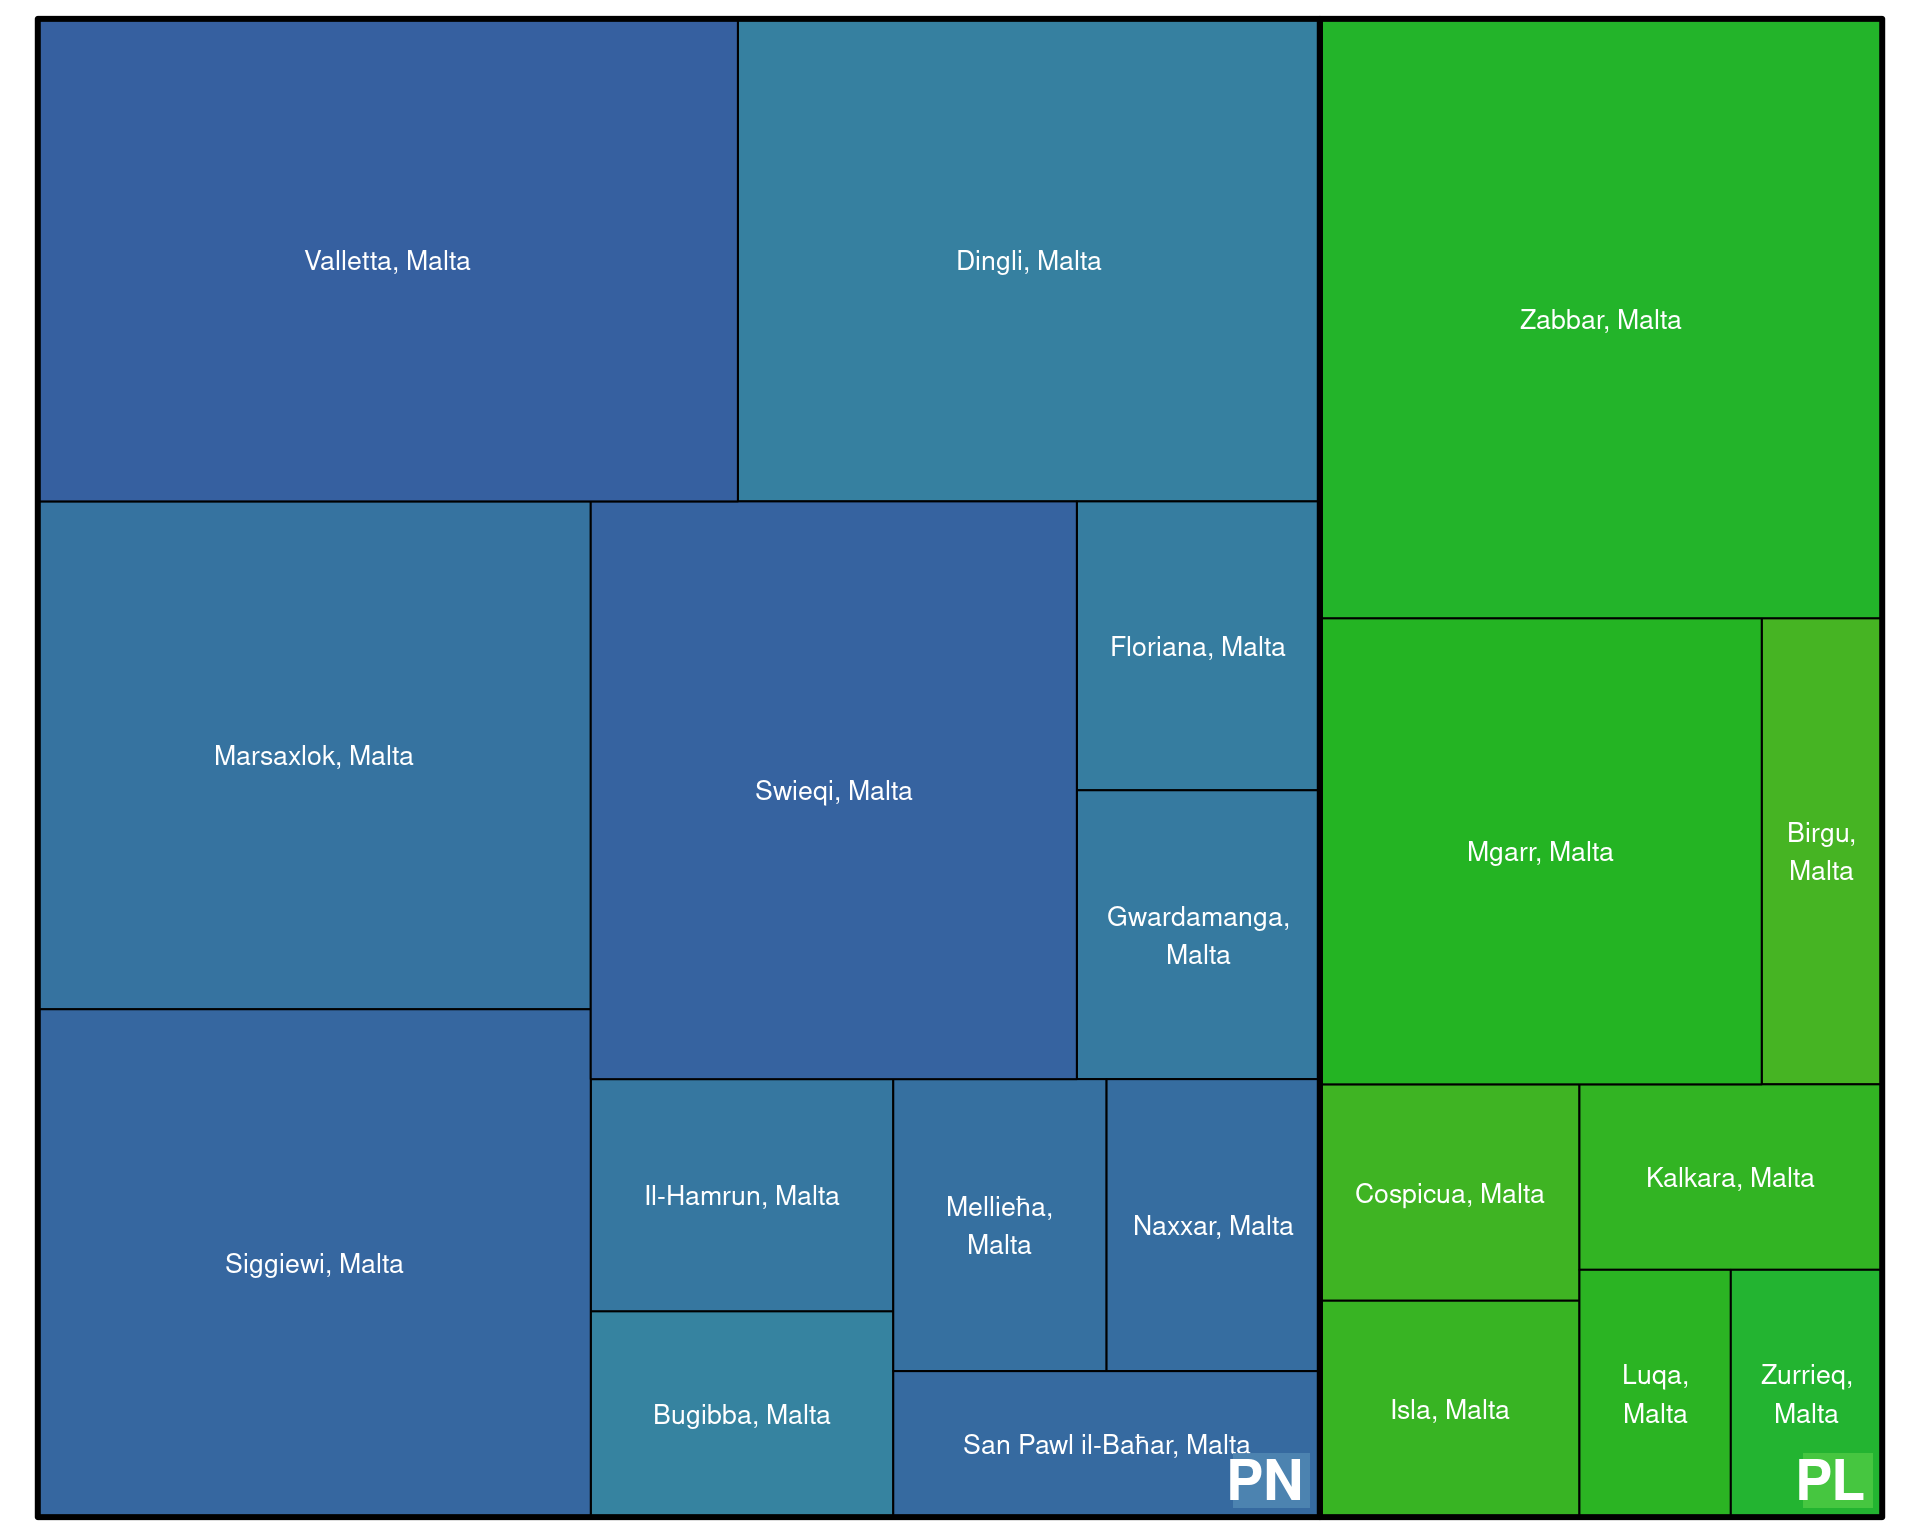 Valletta, Malta
Dingli, Malta
Zabbar, Malta
Marsaxlok, Malta
Swieqi, Malta
Floriana, Malta
Gwardamanga,
Malta
Mgarr, Malta
Birgu,
Malta
Siggiewi, Malta
Il-Hamrun, Malta
Mellieħa,
Malta
Naxxar, Malta
Bugibba, Malta
San Pawl il-Baħar, Malta
PN
Cospicua, Malta
Kalkara, Malta
Isla, Malta
Luqa,
Malta
Zurrieq,
Malta
PL